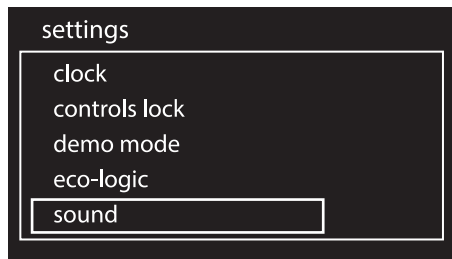 settings
clock
controls lock
demo mode
eco-logic
sound